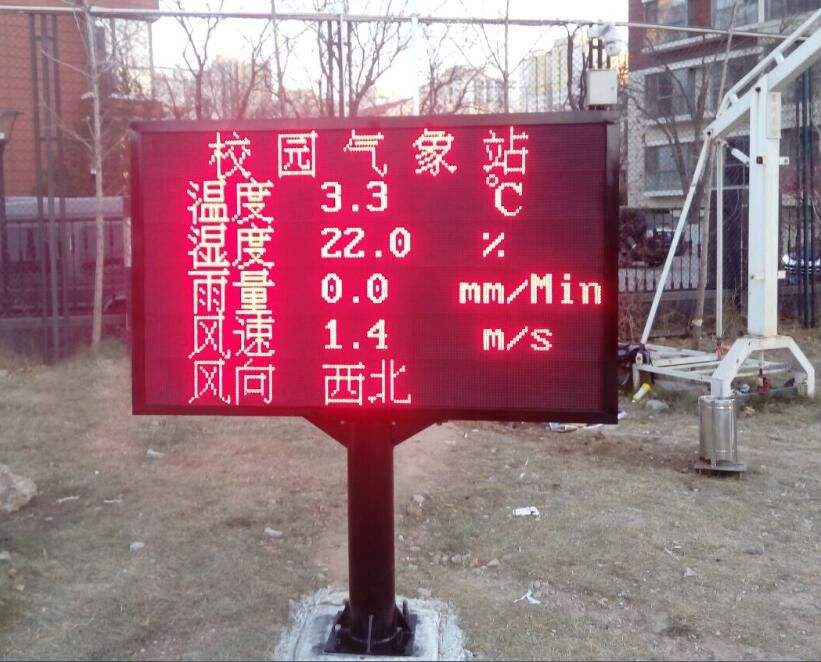 校园气象站
温度 3.3 ℃
湿度 22.0 %
雨量 0.0 mm/Min
风速 1.4 m/s
风向 西北